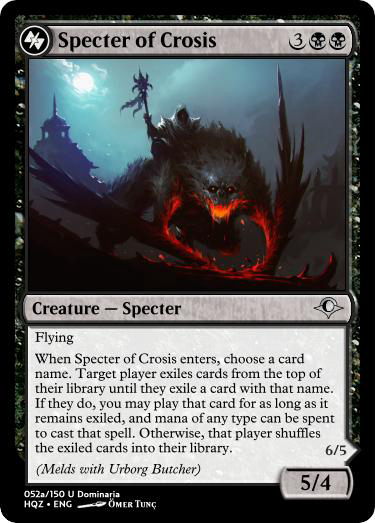 Specter of Crosis 3
Creature — Specter
Flying
When Specter of Crosis enters, choose a card
name. Target player exiles cards from the top of
their library until they exile a card with that name.
If they do, you may play that card for as long as it
remains exiled, and mana of any type can be spent
to cast that spell. Otherwise, that player shuffles
the exiled cards into their library.
6/5
(Melds with Urborg Butcher)
5/4
052a/150 U Dominaria
HQZ • ENG Ömer Tunç